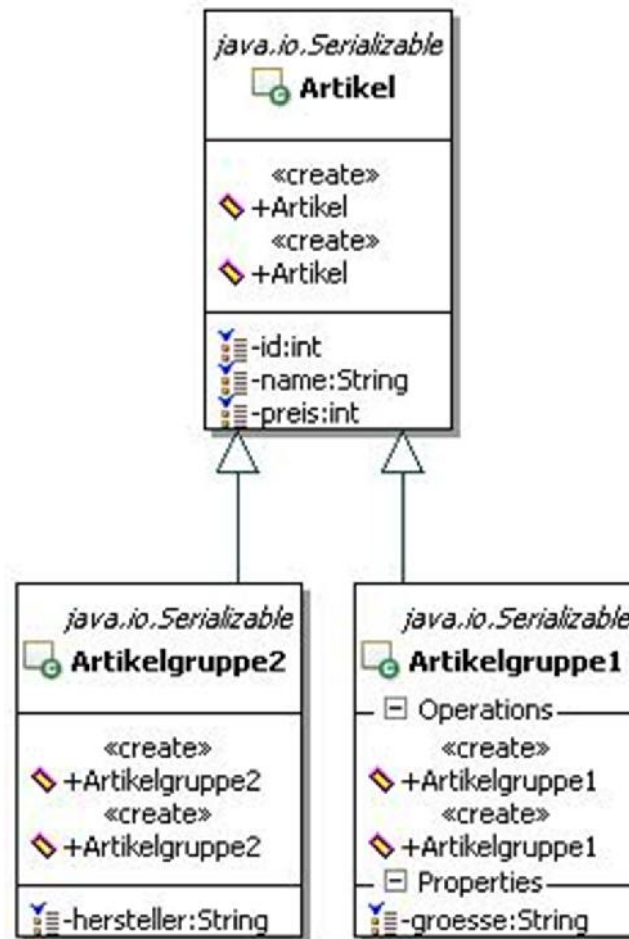 java.io.Serializable
Artikel
«create»
+Artikel
«create»
+Artikel
-id:int
-name:String
-preis:int
java.io.Serializable
Artikelgruppe2
«create»
+Artikelgruppe2
«create»
+Artikelgruppe2
-hersteller:String
java.io.Serializable
Artikelgruppe1
Operations
«create»
+Artikelgruppe1
«create»
+Artikelgruppe1
Properties
-groesse:String